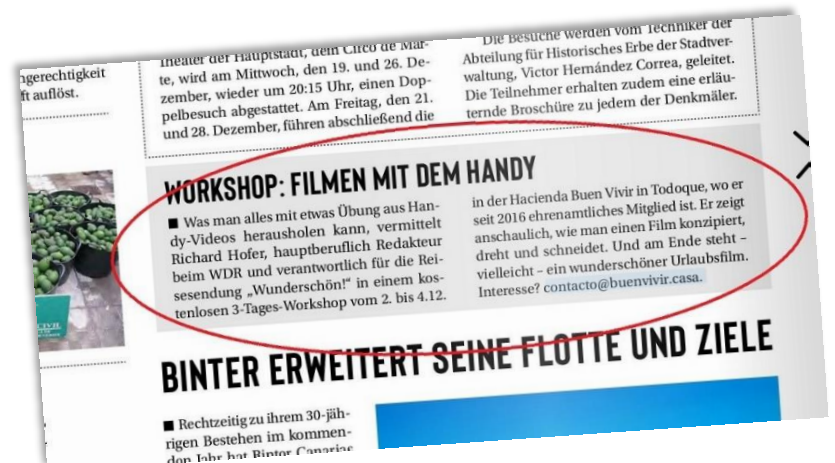 ngerechtigkeit
ft auflöst.
Theater der Hauptstadt, dem Circo de Mar-
te, wird am Mittwoch, den 19. und 26. De-
zember, wieder um 20:15 Uhr, einen Dop-
pelbesuch abgestattet. Am Freitag, den 21.
und 28. Dezember, führen abschließend die
Die Besuche werden vom Techniker der
Abteilung für Historisches Erbe der Stadtver-
waltung, Victor Hernández Correa, geleitet.
Die Teilnehmer erhalten zudem eine erläu-
ternde Broschüre zu jedem der Denkmäler.
WORKSHOP: FILMEN MIT DEM HANDY
■ Was man alles mit etwas Übung aus Han-
dy-Videos herausholen kann, vermittelt
Richard Hofer, hauptberuflich Redakteur
beim WDR und verantwortlich für die Rei-
sesendung „Wunderschön!" in einem kos-
tenlosen 3-Tages-Workshop vom 2. bis 4.12.
in der Hacienda Buen Vivir in Todoque, wo er
seit 2016 ehrenamtliches Mitglied ist. Er zeigt
anschaulich, wie man einen Film konzipiert,
dreht und schneidet. Und am Ende steht –
vielleicht – ein wunderschöner Urlaubsfilm.
Interesse? contacto@buenvivir.casa.
BINTER ERWEITERT SEINE FLOTTE UND ZIELE
■ Rechtzeitig zu ihrem 30-jäh-
rigen Bestehen im kommen-
den Jahr hat Binter Canarias